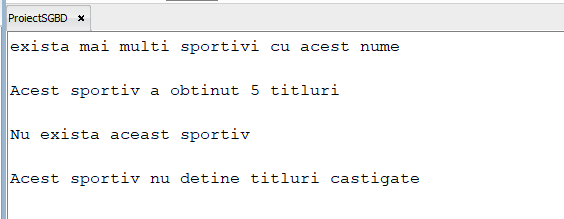 ProiectSGBD ×
exista mai multi sportivi cu acest nume
Acest sportiv a obtinut 5 titluri
Nu exista aceast sportiv
Acest sportiv nu detine titluri castigate